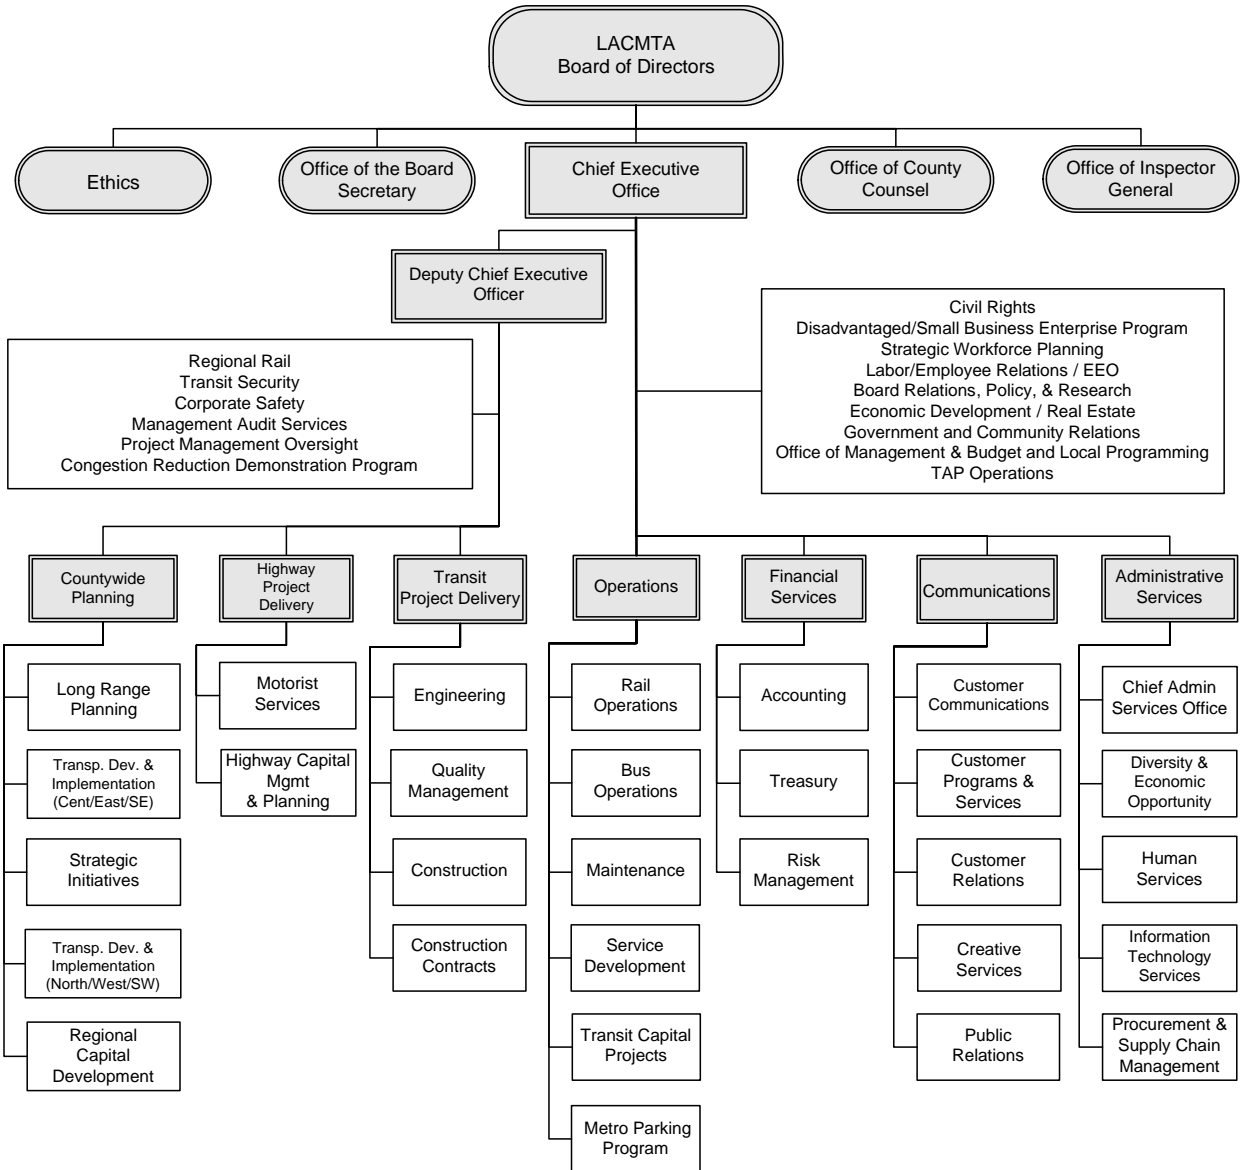 LACMTA
Board of Directors
Ethics
Office of the Board
Secretary
Chief Executive
Office
Office of County
Counsel
Office of Inspector
General
Deputy Chief Executive
Officer
Regional Rail
Transit Security
Corporate Safety
Management Audit Services
Project Management Oversight
Congestion Reduction Demonstration Program
Civil Rights
Disadvantaged/Small Business Enterprise Program
Strategic Workforce Planning
Labor/Employee Relations / EEO
Board Relations, Policy, & Research
Economic Development / Real Estate
Government and Community Relations
Office of Management & Budget and Local Programming
TAP Operations
Countywide
Planning
Highway
Project
Delivery
Transit
Project Delivery
Operations
Financial
Services
Communications
Administrative
Services
Long Range
Planning
Transp. Dev. &
Implementation
(Cent/East/SE)
Strategic
Initiatives
Transp. Dev. &
Implementation
(North/West/SW)
Regional
Capital
Development
Motorist
Services
Highway Capital
Mgmt
& Planning
Engineering
Quality
Management
Construction
Construction
Contracts
Rail
Operations
Bus
Operations
Maintenance
Service
Development
Transit Capital
Projects
Metro Parking
Program
Accounting
Treasury
Risk
Management
Customer
Communications
Customer
Programs &
Services
Customer
Relations
Creative
Services
Public
Relations
Chief Admin
Services Office
Diversity &
Economic
Opportunity
Human
Services
Information
Technology
Services
Procurement &
Supply Chain
Management